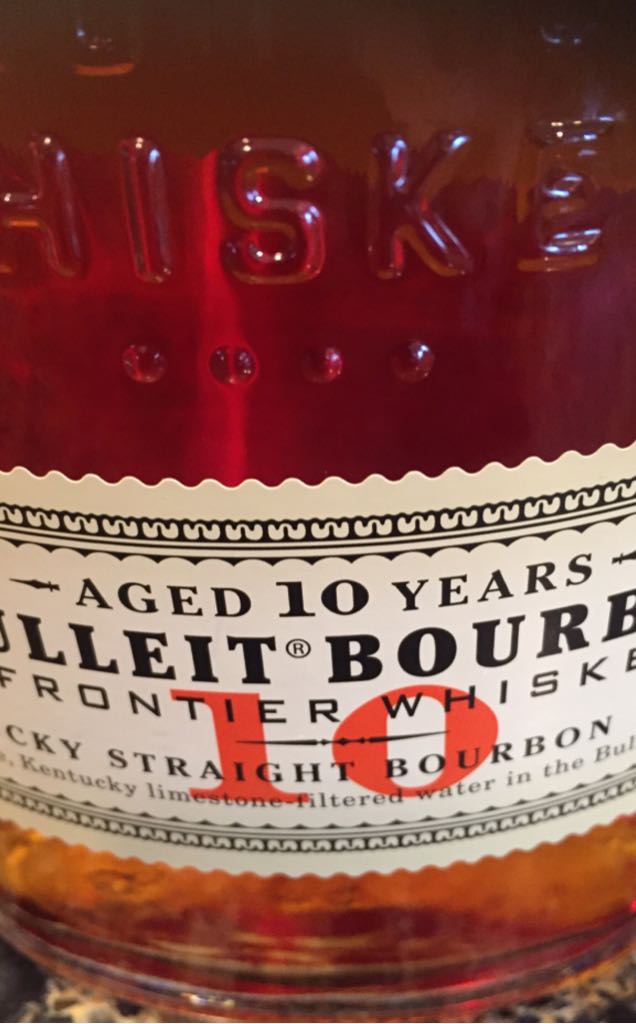 HISKE
AGED 10 YEARS
ULLEIT® BOURB
FRONTIER WHISKE
10
CKY STRAIGHT BOURBON
, Kentucky limestone-filtered water in the Bul